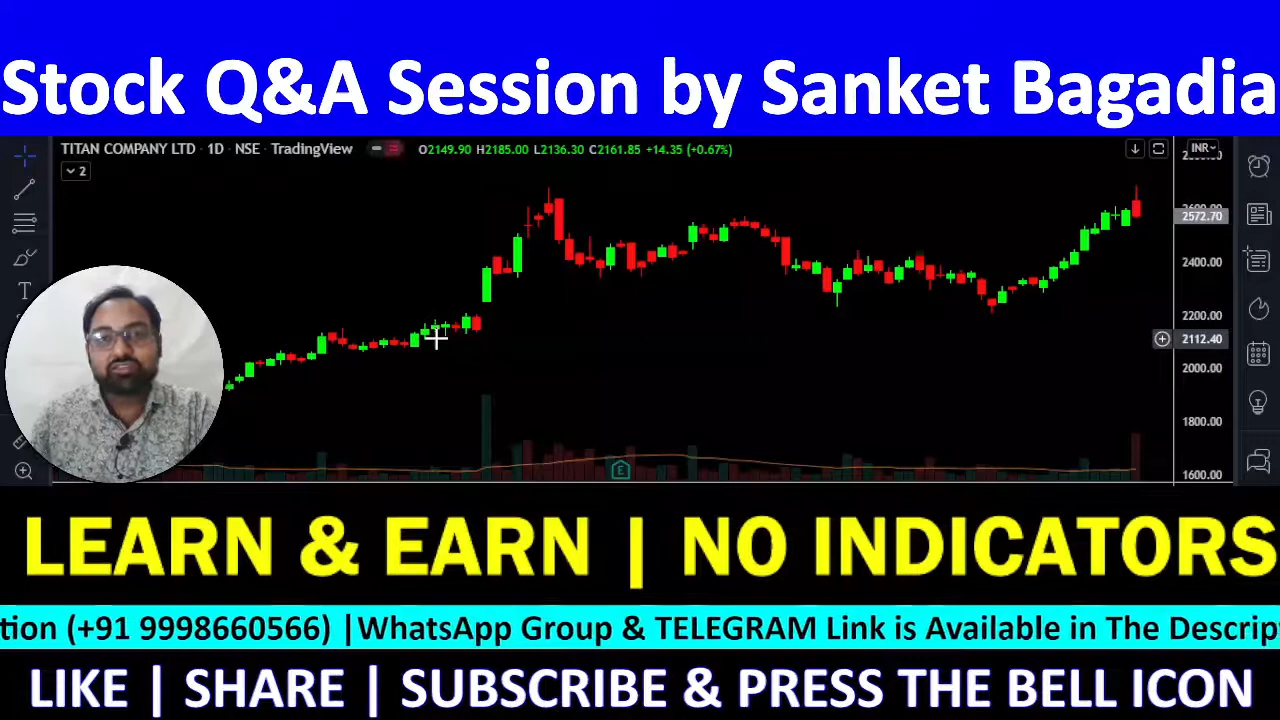 Stock Q&A Session by Sanket Bagadia
TITAN COMPANY LTD · 1D · NSE · TradingView O2149.90 H2185.00 L2136.30 C2161.85 +14.35 (+0.67%)
INR
2
2572.70
2400.00
2200.00
2112.40
2000.00
1800.00
E
1600.00
T
LEARN & EARN | NO INDICATORS
tion (+91 9998660566) |WhatsApp Group & TELEGRAM Link is Available in The Descrip
LIKE | SHARE | SUBSCRIBE & PRESS THE BELL ICON